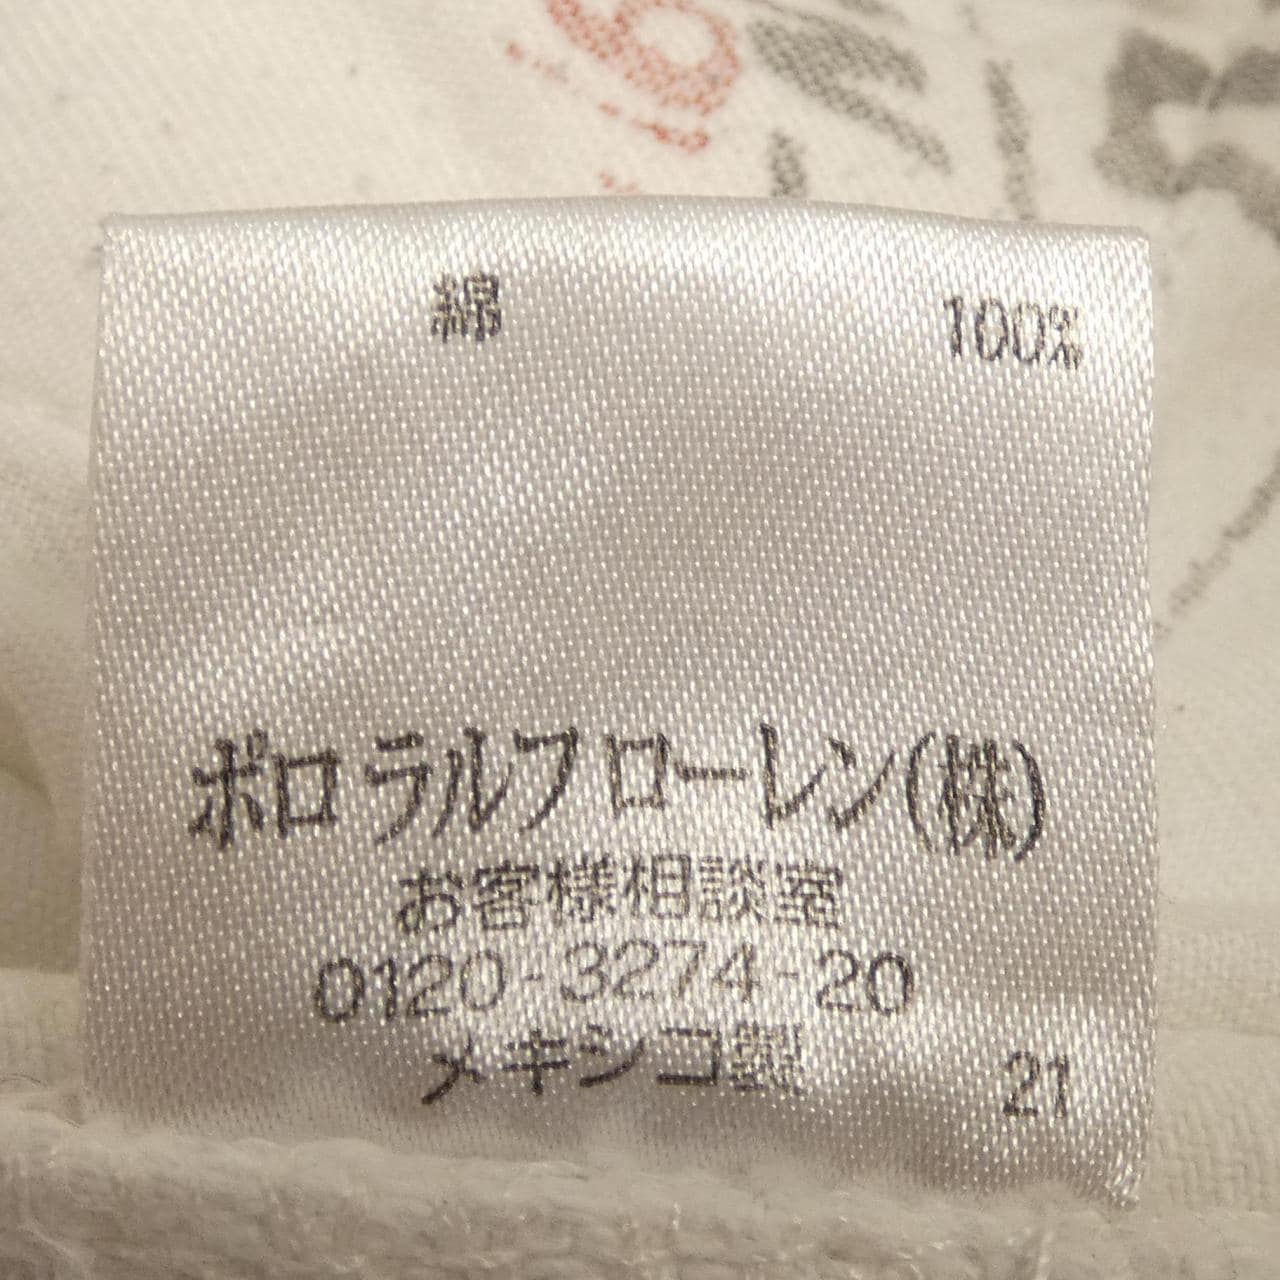 綿 100%
ポロ ラルフ ローレン(株)
お客様相談室
0120-3274-20
メキシコ製 21